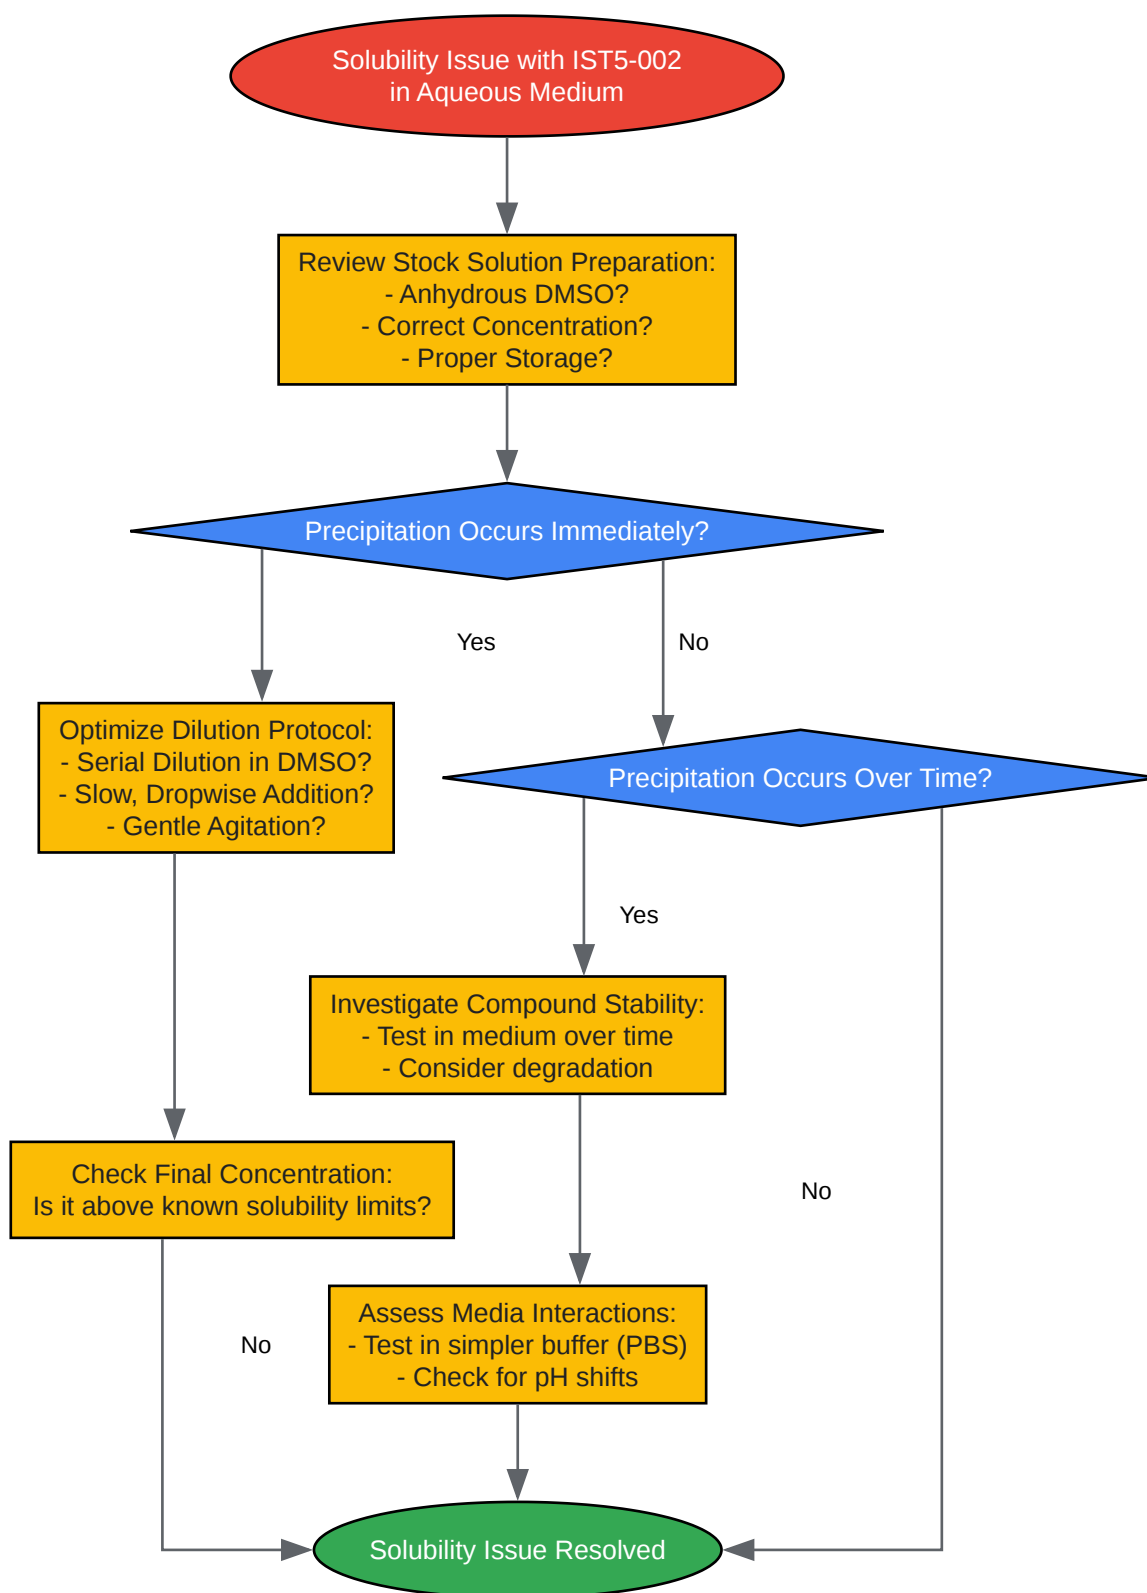 Solubility Issue with IST5-002
in Aqueous Medium
Review Stock Solution Preparation:
- Anhydrous DMSO?
- Correct Concentration?
- Proper Storage?
Precipitation Occurs Immediately?
Yes
No
Optimize Dilution Protocol:
- Serial Dilution in DMSO?
- Slow, Dropwise Addition?
- Gentle Agitation?
Precipitation Occurs Over Time?
Yes
Investigate Compound Stability:
- Test in medium over time
- Consider degradation
Check Final Concentration:
Is it above known solubility limits?
No
Assess Media Interactions:
- Test in simpler buffer (PBS)
- Check for pH shifts
No
Solubility Issue Resolved